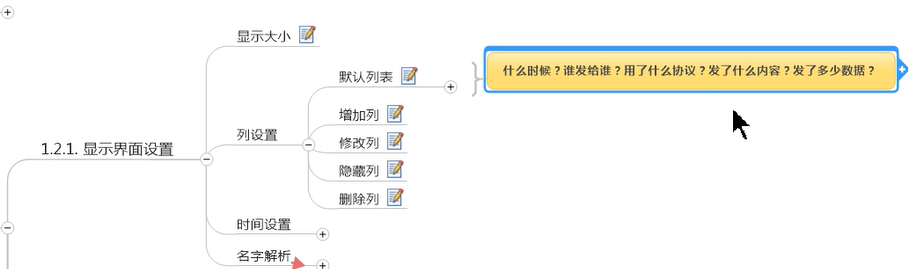 显示大小
默认列表
什么时候？谁发给谁？用了什么协议？发了什么内容？发了多少数据？
增加列
列设置
修改列
1.2.1. 显示界面设置
隐藏列
删除列
时间设置
名字解析